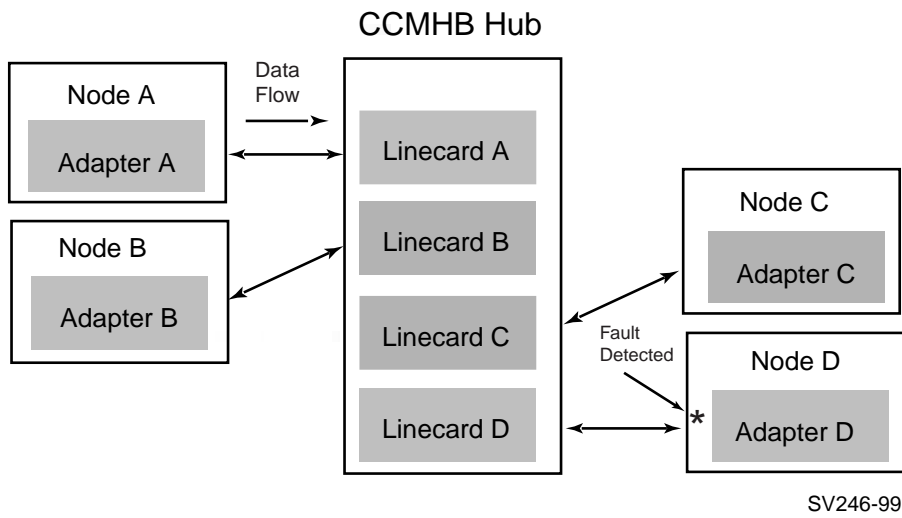 CCMHB Hub
Node A
Adapter A
Data
Flow
Linecard A
Node B
Adapter B
Linecard B
Linecard C
Linecard D
Node C
Adapter C
Fault
Detected
Node D
*
Adapter D
SV246-99